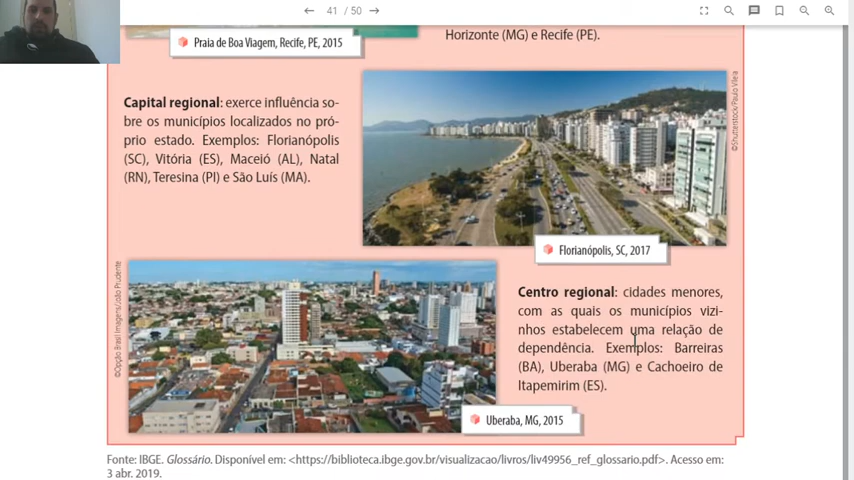 41 / 50
Praia de Boa Viagem, Recife, PE, 2015
Horizonte (MG) e Recife (PE).
Capital regional: exerce influência so-
bre os municípios localizados no pró-
prio estado. Exemplos: Florianópolis
(SC), Vitória (ES), Maceió (AL), Natal
(RN), Teresina (PI) e São Luís (MA).
©Shutterstock/Paulo Vilela
Florianópolis, SC, 2017
©Opção Brasil Imagens/João Prudente
Centro regional: cidades menores,
com as quais os municípios vizi-
nhos estabelecem uma relação de
dependência. Exemplos: Barreiras
(BA), Uberaba (MG) e Cachoeiro de
Itapemirim (ES).
Uberaba, MG, 2015
Fonte: IBGE. Glossário. Disponível em: <https://biblioteca.ibge.gov.br/visualizacao/livros/liv49956_ref_glossario.pdf>. Acesso em:
3 abr. 2019.